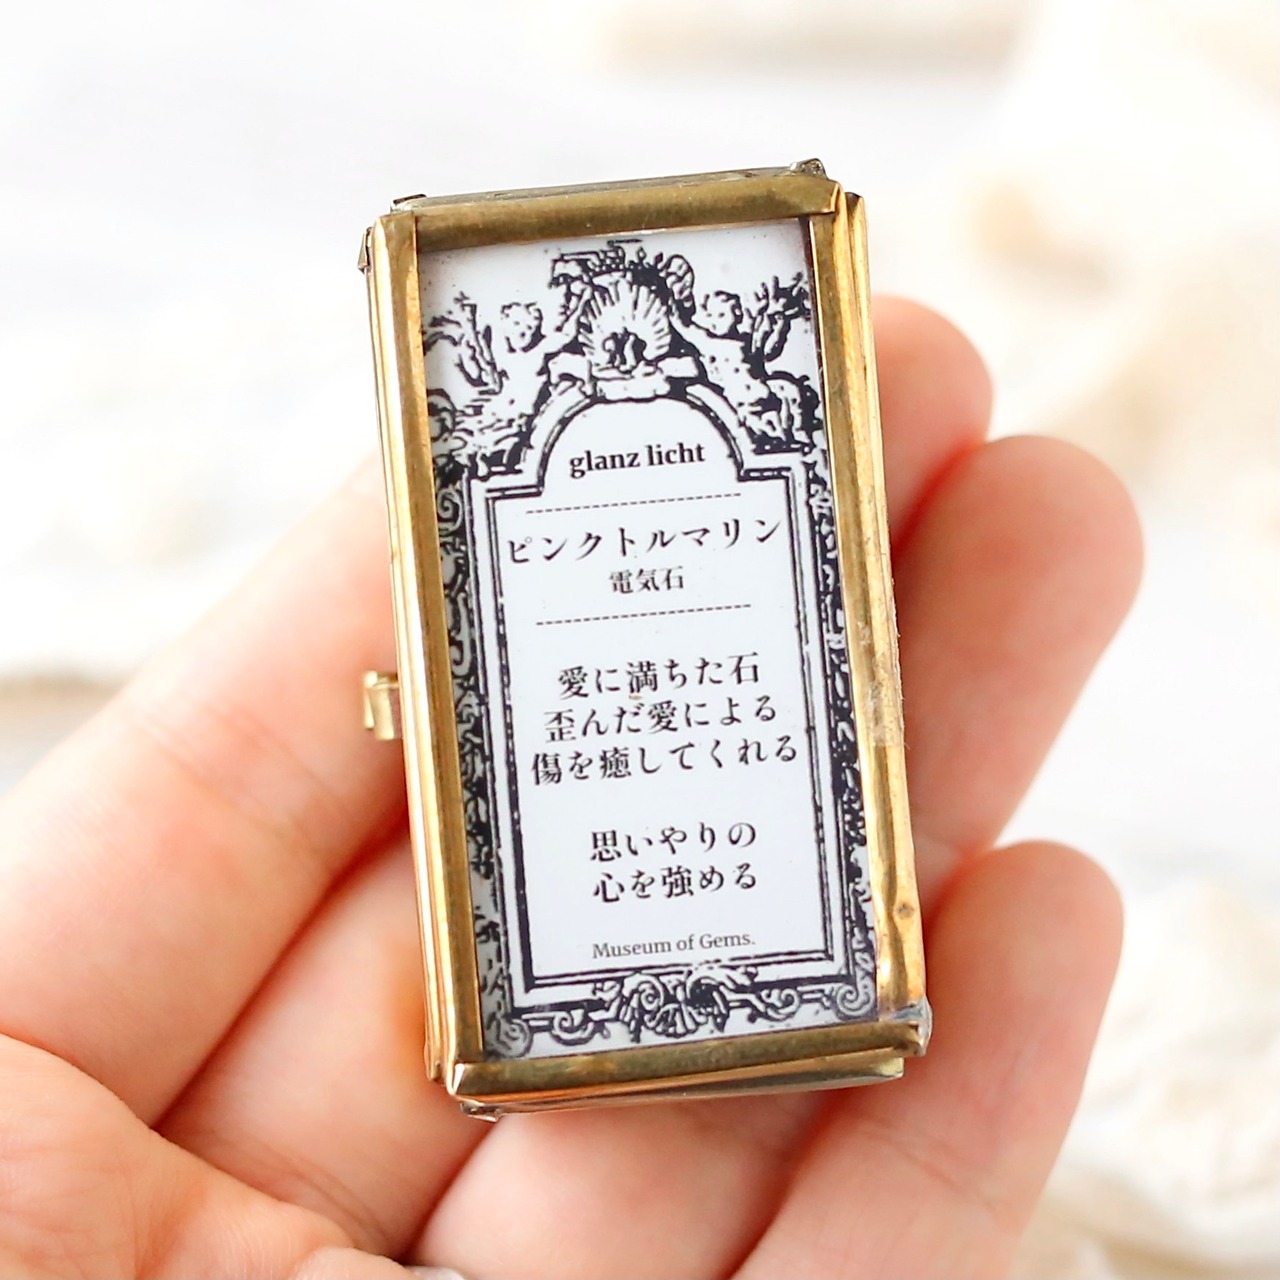 glanz licht
ピンクトルマリン
電気石
愛に満ちた石
歪んだ愛による
傷を癒してくれる
思いやりの
心を強める
Museum of Gems.